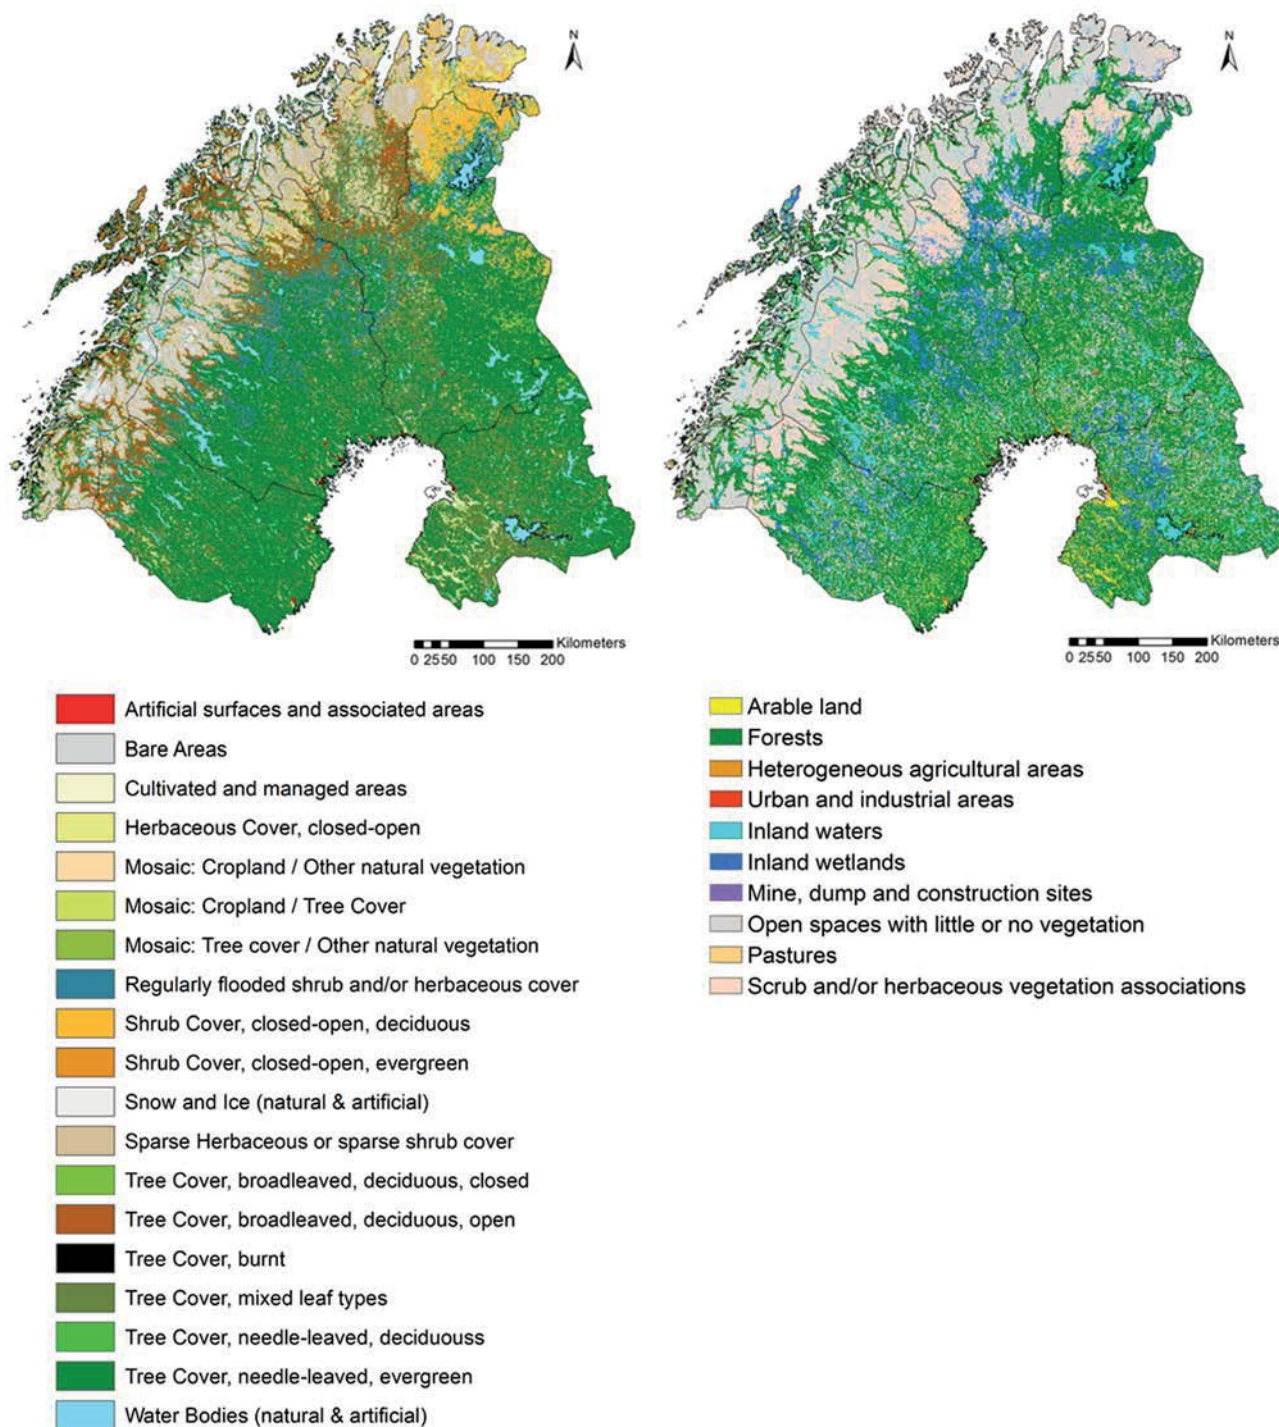 N
N
Kilometers
0 2550 100 150 200
Kilometers
0 2550 100 150 200
Artificial surfaces and associated areas
Bare Areas
Cultivated and managed areas
Herbaceous Cover, closed-open
Mosaic: Cropland / Other natural vegetation
Mosaic: Cropland / Tree Cover
Mosaic: Tree cover / Other natural vegetation
Regularly flooded shrub and/or herbaceous cover
Shrub Cover, closed-open, deciduous
Shrub Cover, closed-open, evergreen
Snow and Ice (natural & artificial)
Sparse Herbaceous or sparse shrub cover
Tree Cover, broadleaved, deciduous, closed
Tree Cover, broadleaved, deciduous, open
Tree Cover, burnt
Tree Cover, mixed leaf types
Tree Cover, needle-leaved, deciduouss
Tree Cover, needle-leaved, evergreen
Water Bodies (natural & artificial)
Arable land
Forests
Heterogeneous agricultural areas
Urban and industrial areas
Inland waters
Inland wetlands
Mine, dump and construction sites
Open spaces with little or no vegetation
Pastures
Scrub and/or herbaceous vegetation associations